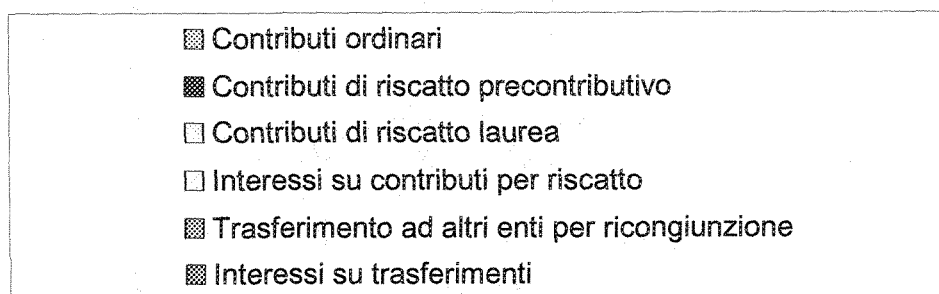 Contributi ordinari
Contributi di riscatto precontributivo
Contributi di riscatto laurea
Interessi su contributi per riscatto
Trasferimento ad altri enti per ricongiunzione
Interessi su trasferimenti